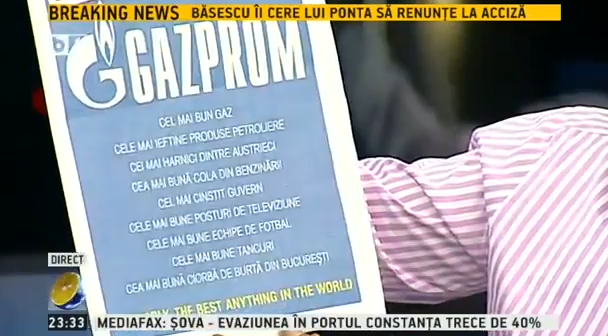 BREAKING NEWS BĂSESCU ÎI CERE LUI PONTA SĂ RENUNȚE LA ACCIZĂ
GAZPROM
CEL MAI BUN GAZ
CELE MAI IEFTINE PRODUSE PETROLIERE
CEI MAI HARNICI DINTRE AUSTRIECI
CEA MAI BUNĂ COLA DIN BENZINĂRII
CEL MAI CINSTIT GUVERN
CELE MAI BUNE POSTURI DE TELEVIZIUNE
CELE MAI BUNE ECHIPE DE FOTBAL
CELE MAI BUNE TANCURI
CEA MAI BUNĂ CIORBĂ DE BURTĂ DIN BUCUREȘTI
THE BEST ANYTHING IN THE WORLD
DIRECT
23:33 MEDIAFAX: ȘOVA - EVAZIUNEA ÎN PORTUL CONSTANȚA TRECE DE 40%